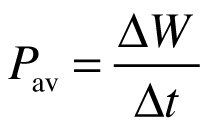 P_av = ΔW / Δt